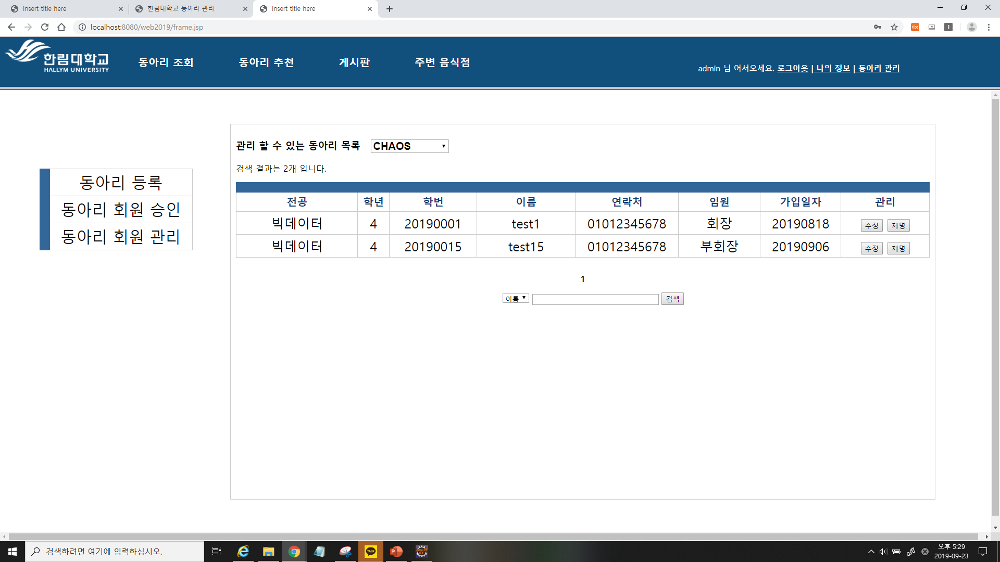 Insert title here
한림대학교 동아리 관리
Insert title here
localhost:8080/web2019/frame.jsp
한림대학교
HALLYM UNIVERSITY
동아리 조회
동아리 추천
게시판
주변 음식점
admin 님 어서오세요. 로그아웃 | 나의 정보 | 동아리 관리
동아리 등록
동아리 회원 승인
동아리 회원 관리
관리 할 수 있는 동아리 목록 CHAOS
검색 결과는 2개 입니다.
전공 학년 학번 이름 연락처 임원 가입일자 관리
빅데이터 4 20190001 test1 01012345678 회장 20190818 수정 제명
빅데이터 4 20190015 test15 01012345678 부회장 20190906 수정 제명
1
이름 검색
검색하려면 여기에 입력하십시오.
TALK
오후 5:29
2019-09-23